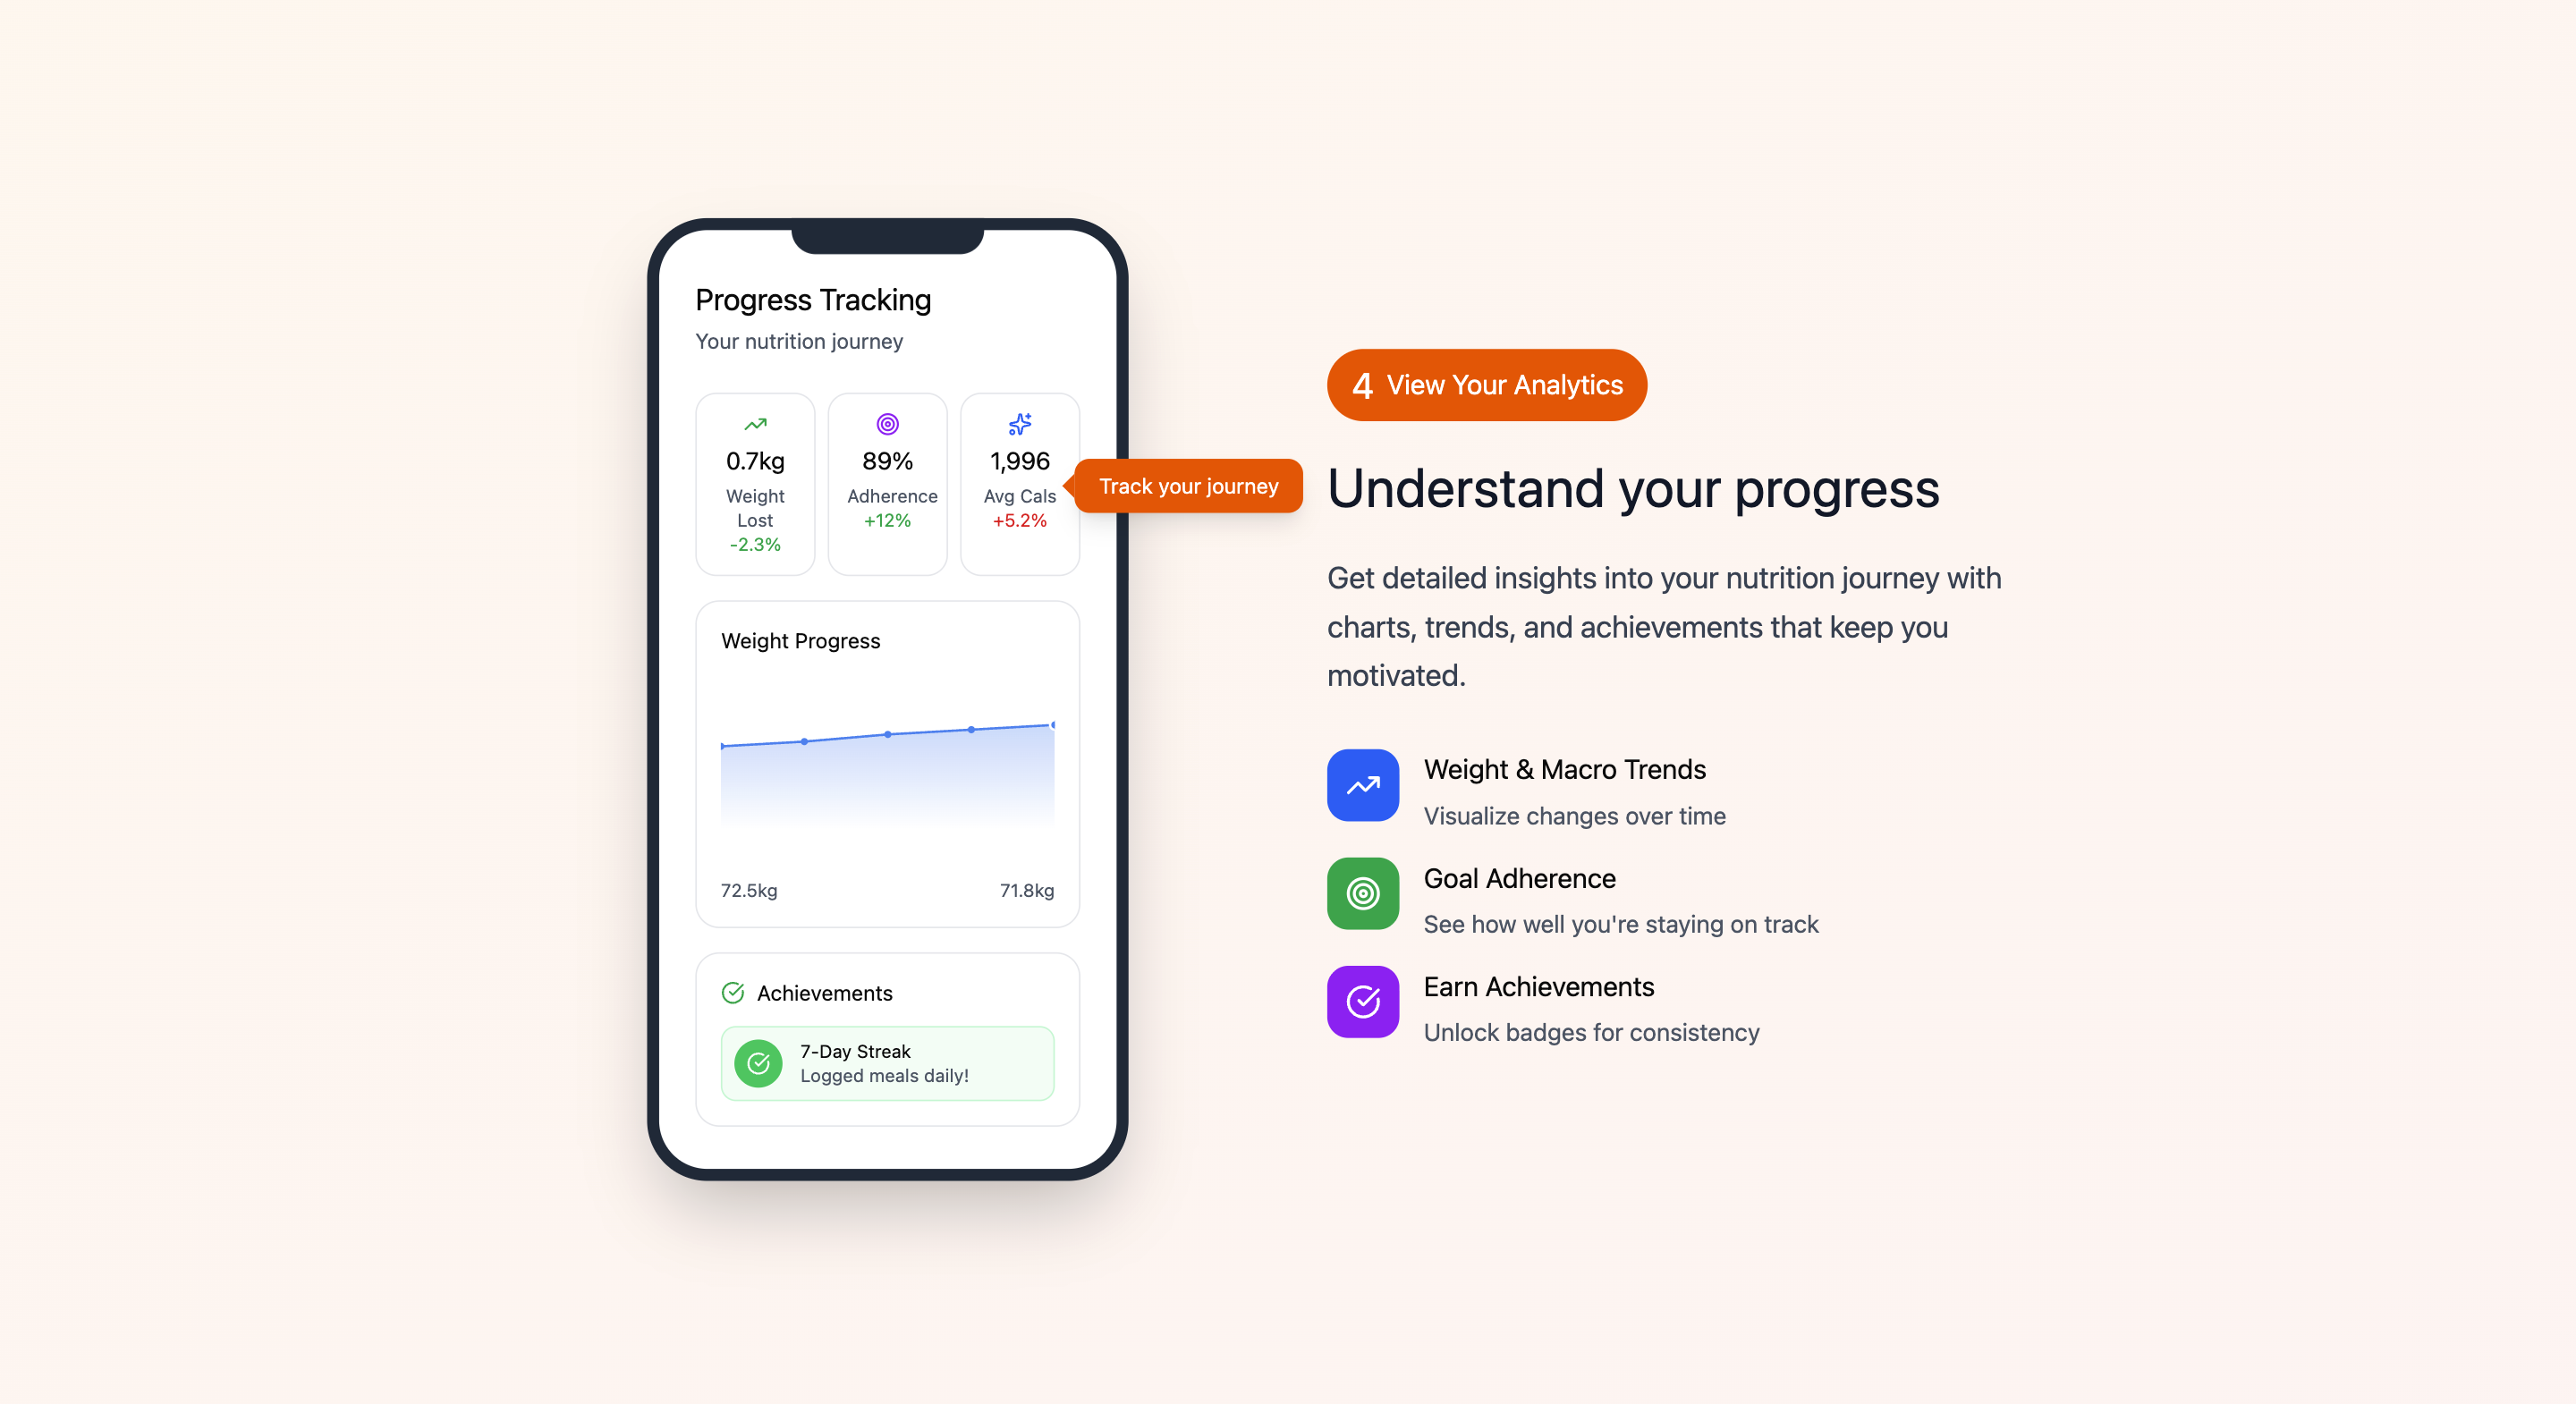 Progress Tracking
Your nutrition journey
0.7kg
Weight
Lost
-2.3%
89%
Adherence
+12%
1,996
Avg Cals
+5.2%
Track your journey
Weight Progress
72.5kg
71.8kg
Achievements
7-Day Streak
Logged meals daily!
4 View Your Analytics
Understand your progress
Get detailed insights into your nutrition journey with
charts, trends, and achievements that keep you
motivated.
Weight & Macro Trends
Visualize changes over time
Goal Adherence
See how well you're staying on track
Earn Achievements
Unlock badges for consistency